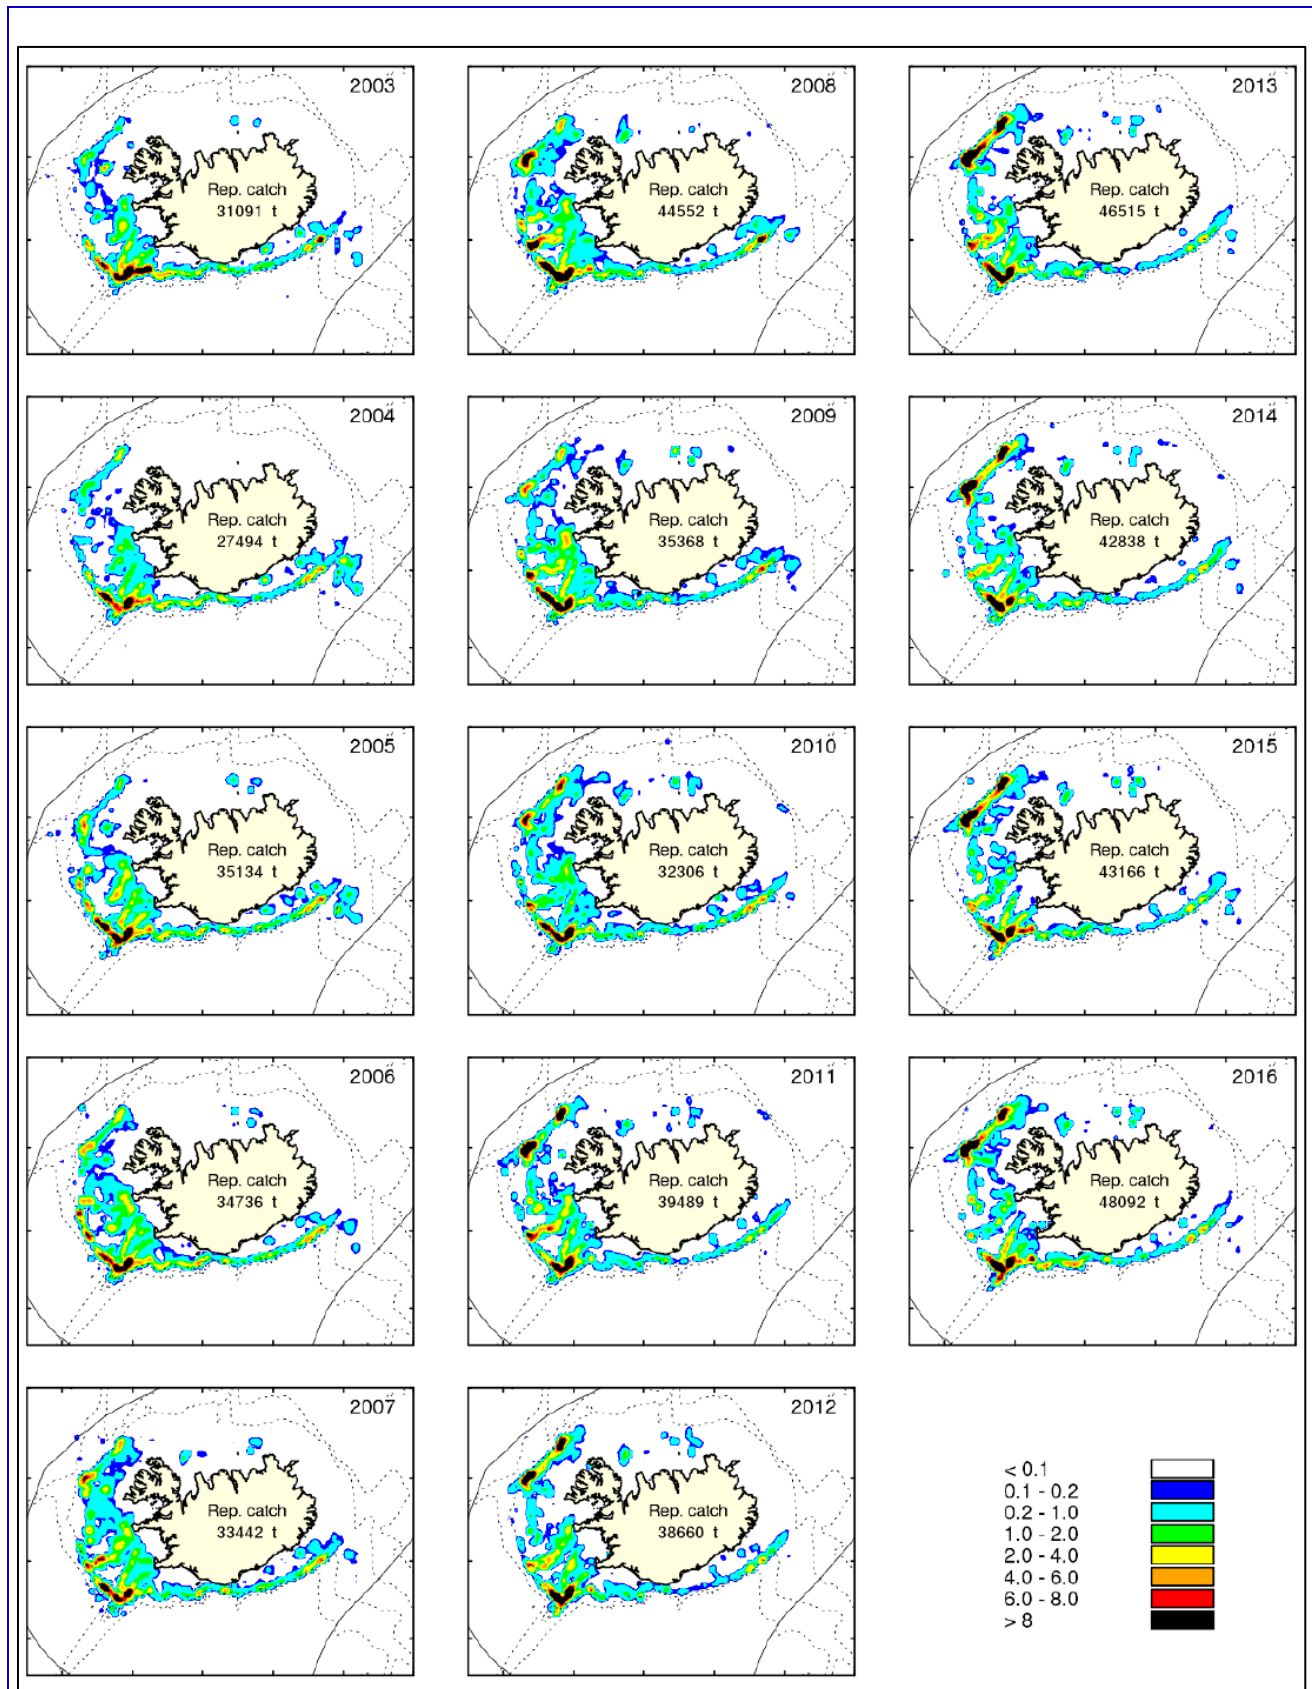 2003
Rep. catch
31091 t
2008
Rep. catch
44552 t
2013
Rep. catch
46515 t
2004
Rep. catch
27494 t
2009
Rep. catch
35368 t
2014
Rep. catch
42838 t
2005
Rep. catch
35134 t
2010
Rep. catch
32306 t
2015
Rep. catch
43166 t
2006
Rep. catch
34736 t
2011
Rep. catch
39489 t
2016
Rep. catch
48092 t
2007
Rep. catch
33442 t
2012
Rep. catch
38660 t
< 0.1
0.1 - 0.2
0.2 - 1.0
1.0 - 2.0
2.0 - 4.0
4.0 - 6.0
6.0 - 8.0
> 8